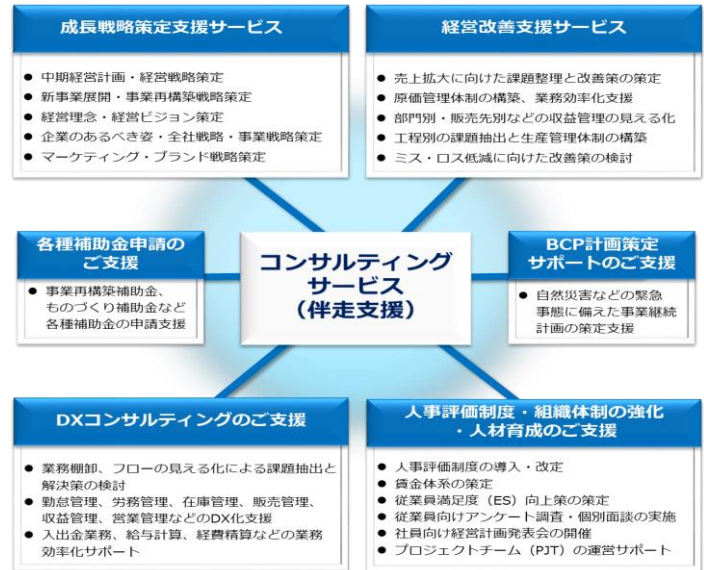 成長戦略策定支援サービス
● 中期経営計画・経営戦略策定
● 新事業展開・事業再構築戦略策定
● 経営理念・経営ビジョン策定
● 企業のあるべき姿・全社戦略・事業戦略策定
● マーケティング・ブランド戦略策定
経営改善支援サービス
● 売上拡大に向けた課題整理と改善策の策定
● 原価管理体制の構築、業務効率化支援
● 部門別・販売先別などの収益管理の見える化
● 工程別の課題抽出と生産管理体制の構築
● ミス・ロス低減に向けた改善策の検討
各種補助金申請の
ご支援
● 事業再構築補助金、
ものづくり補助金など
各種補助金の申請支援
コンサルティング
サービス
（伴走支援）
BCP計画策定
サポートのご支援
● 自然災害などの緊急
事態に備えた事業継続
計画の策定支援
DXコンサルティングのご支援
● 業務棚卸、フローの見える化による課題抽出と
解決策の検討
● 勤怠管理、労務管理、在庫管理、販売管理、
収益管理、営業管理などのDX化支援
● 入出金業務、給与計算、経費精算などの業務
効率化サポート
人事評価制度・組織体制の強化
・人材育成のご支援
● 人事評価制度の導入・改定
● 賃金体系の策定
● 従業員満足度（ES）向上策の策定
● 従業員向けアンケート調査・個別面談の実施
● 社員向け経営計画発表会の開催
● プロジェクトチーム（PJT）の運営サポート